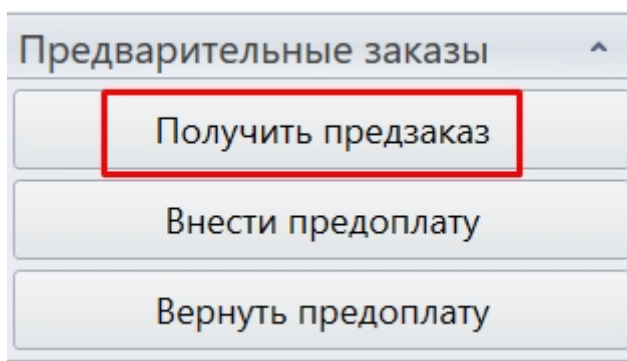 Предварительные заказы
Получить предзаказ
Внести предоплату
Вернуть предоплату